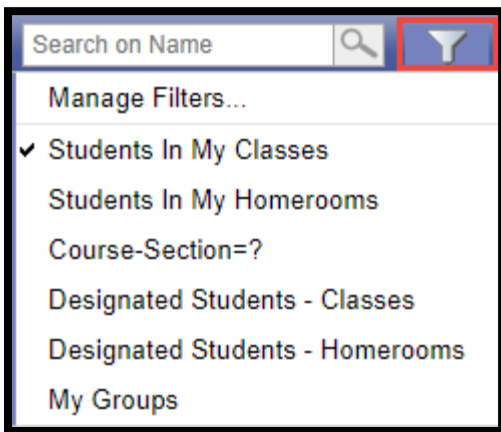 Search on Name
Manage Filters...
Students In My Classes
Students In My Homerooms
Course-Section=?
Designated Students - Classes
Designated Students - Homerooms
My Groups